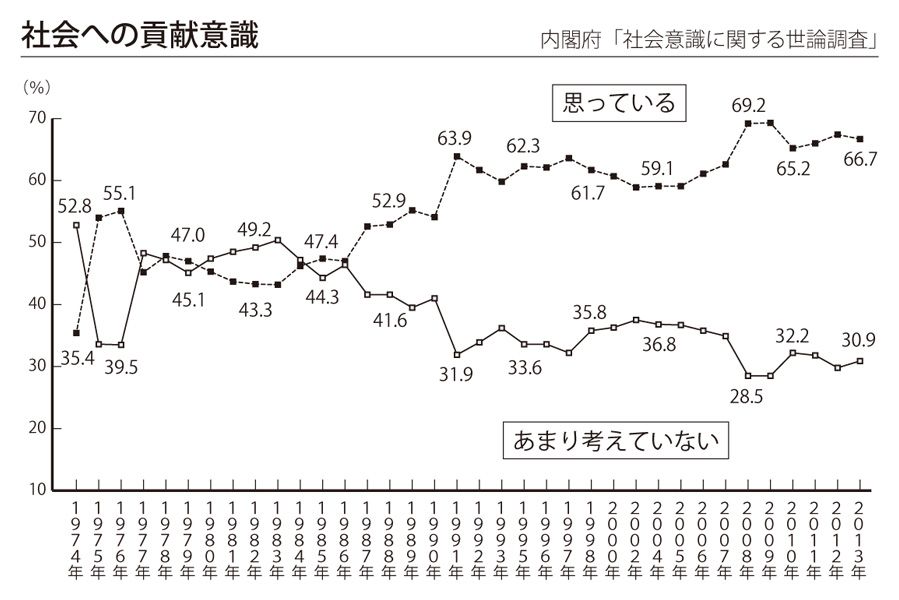 社会への貢献意識
内閣府「社会意識に関する世論調査」
(%)
70
60
50
40
30
20
10
思っている
52.8
55.1
47.0
49.2
47.4
52.9
63.9
62.3
61.7
59.1
69.2
65.2
66.7
35.4
39.5
45.1
43.3
44.3
41.6
31.9
33.6
35.8
36.8
28.5
32.2
30.9
あまり考えていない
1974年
1975年
1976年
1977年
1978年
1979年
1980年
1981年
1982年
1983年
1984年
1985年
1986年
1987年
1988年
1989年
1990年
1991年
1992年
1993年
1995年
1996年
1997年
1998年
2000年
2002年
2004年
2005年
2006年
2007年
2008年
2009年
2010年
2011年
2012年
2013年